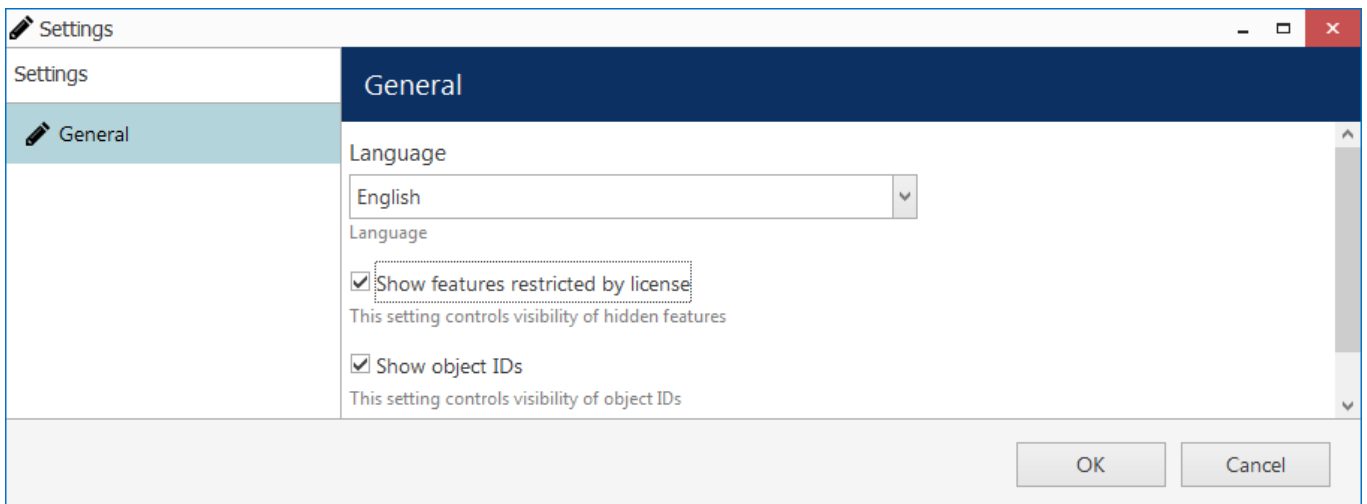 Settings
Settings
General
General
Language
English
Language
Show features restricted by license
This setting controls visibility of hidden features
Show object IDs
This setting controls visibility of object IDs
OK
Cancel